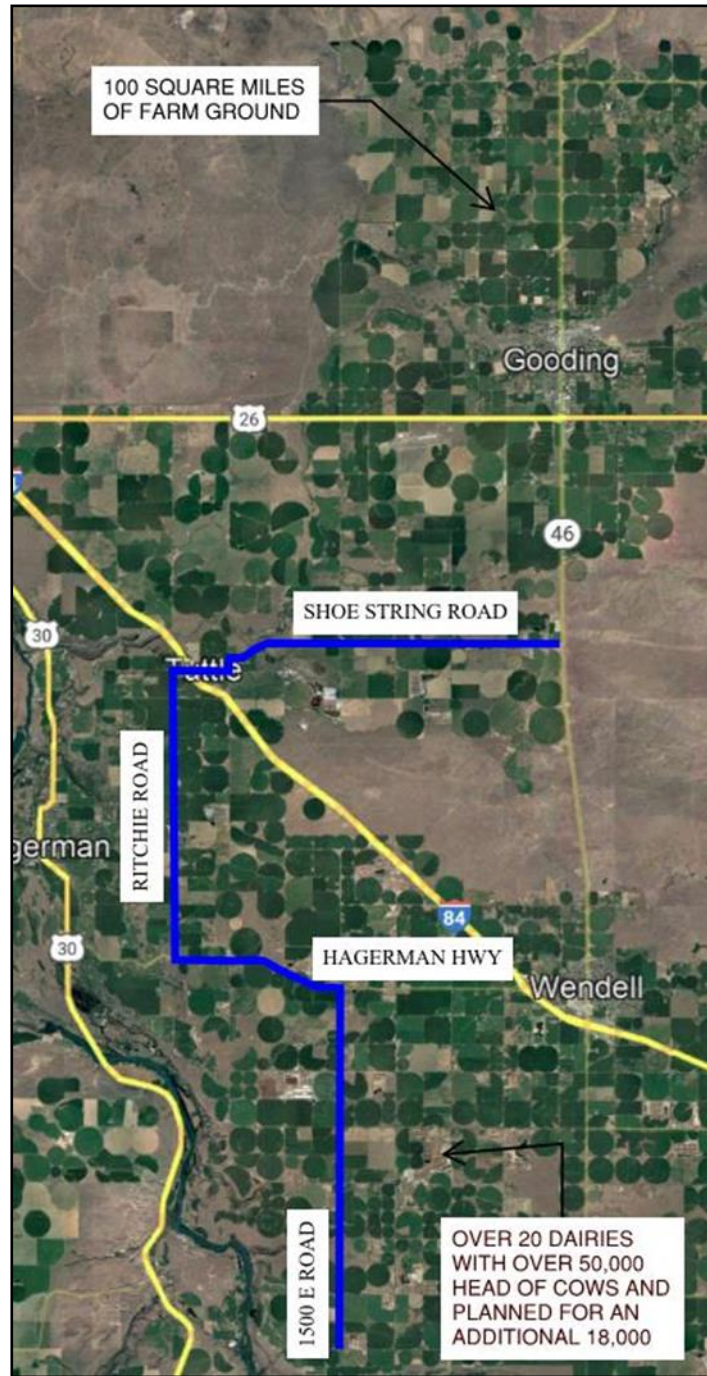 100 SQUARE MILES
OF FARM GROUND
Gooding
26
46
SHOE STRING ROAD
30
Tuttle
RITCHIE ROAD
german
84
30
HAGERMAN HWY
Wendell
1500 E ROAD
OVER 20 DAIRIES
WITH OVER 50,000
HEAD OF COWS AND
PLANNED FOR AN
ADDITIONAL 18,000